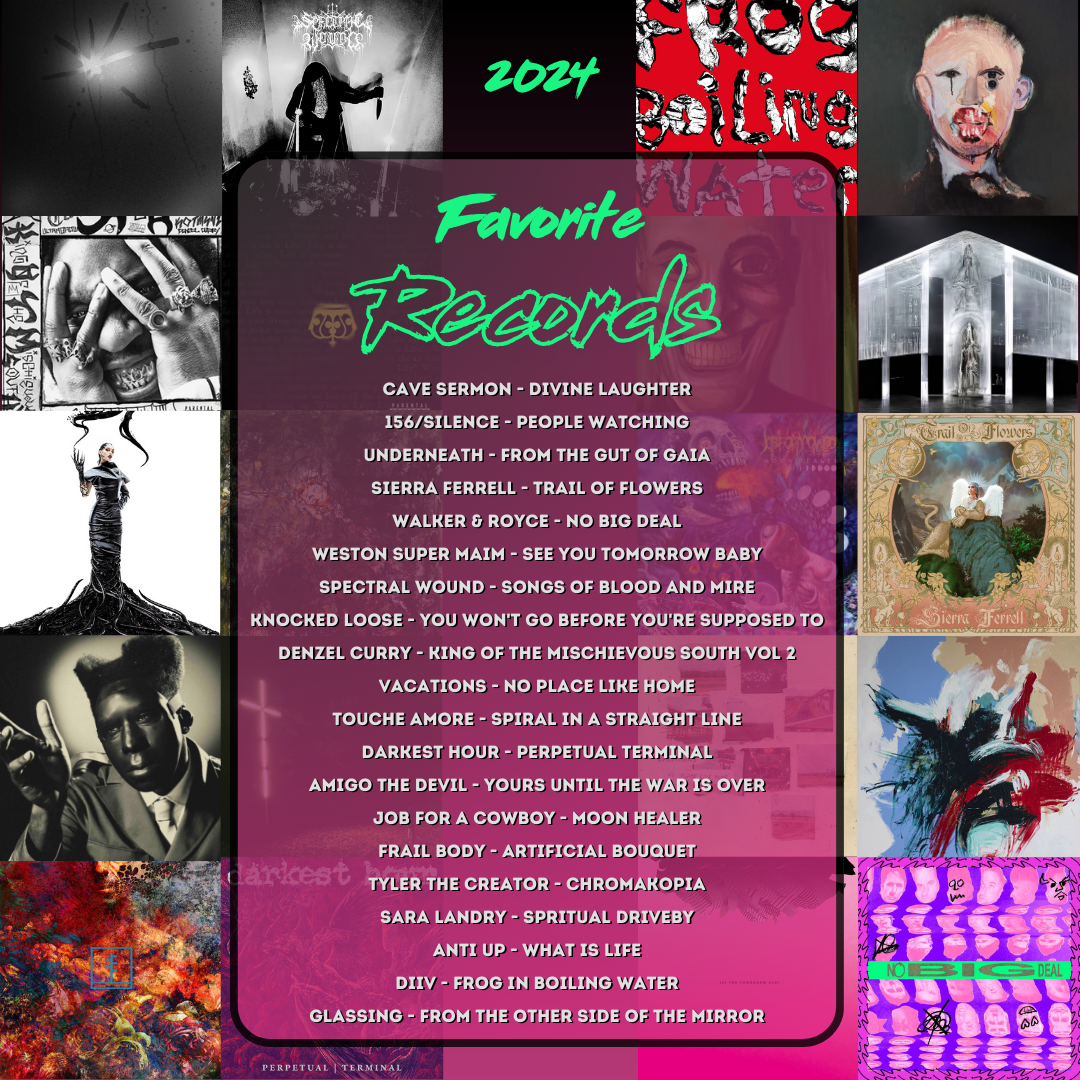 SPECTRAL WOUND
2024
FROG
BOILING
WATER
Favorite
Records
CAVE SERMON - DIVINE LAUGHTER
156/SILENCE - PEOPLE WATCHING
UNDERNEATH - FROM THE GUT OF GAIA
SIERRA FERRELL - TRAIL OF FLOWERS
WALKER & ROYCE - NO BIG DEAL
WESTON SUPER MAIM - SEE YOU TOMORROW BABY
SPECTRAL WOUND - SONGS OF BLOOD AND MIRE
KNOCKED LOOSE - YOU WON'T GO BEFORE YOU'RE SUPPOSED TO
DENZEL CURRY - KING OF THE MISCHIEVOUS SOUTH VOL 2
VACATIONS - NO PLACE LIKE HOME
TOUCHE AMORE - SPIRAL IN A STRAIGHT LINE
DARKEST HOUR - PERPETUAL TERMINAL
AMIGO THE DEVIL - YOURS UNTIL THE WAR IS OVER
JOB FOR A COWBOY - MOON HEALER
FRAIL BODY - ARTIFICIAL BOUQUET
TYLER THE CREATOR - CHROMAKOPIA
SARA LANDRY - SPRITUAL DRIVEBY
ANTI UP - WHAT IS LIFE
DIIV - FROG IN BOILING WATER
GLASSING - FROM THE OTHER SIDE OF THE MIRROR
Trail Of Flowers
Sierra Ferrell
darkest hour
NO BIG DEAL
PERPETUAL | TERMINAL